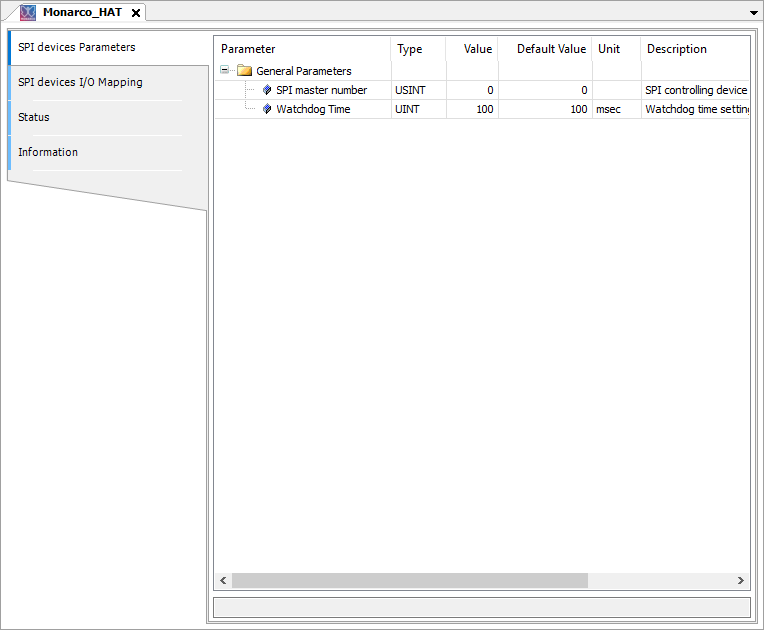 Monarco_HAT
SPI devices Parameters
SPI devices I/O Mapping
Status
Information
Parameter Type Value Default Value Unit Description
General Parameters
SPI master number USINT 0 0 SPI controlling device
Watchdog Time UINT 100 100 msec Watchdog time setting